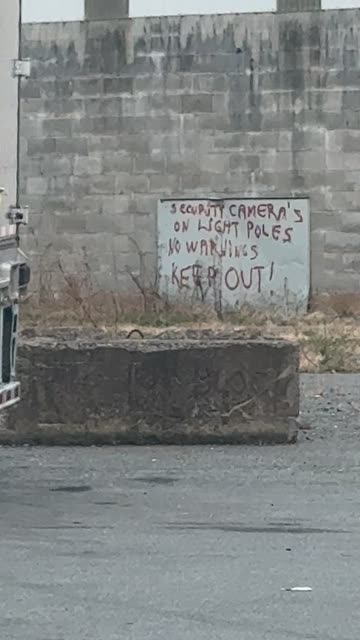 SECURITY CAMERA'S
ON LIGHT POLES
NO WARNINGS
KEEP OUT!